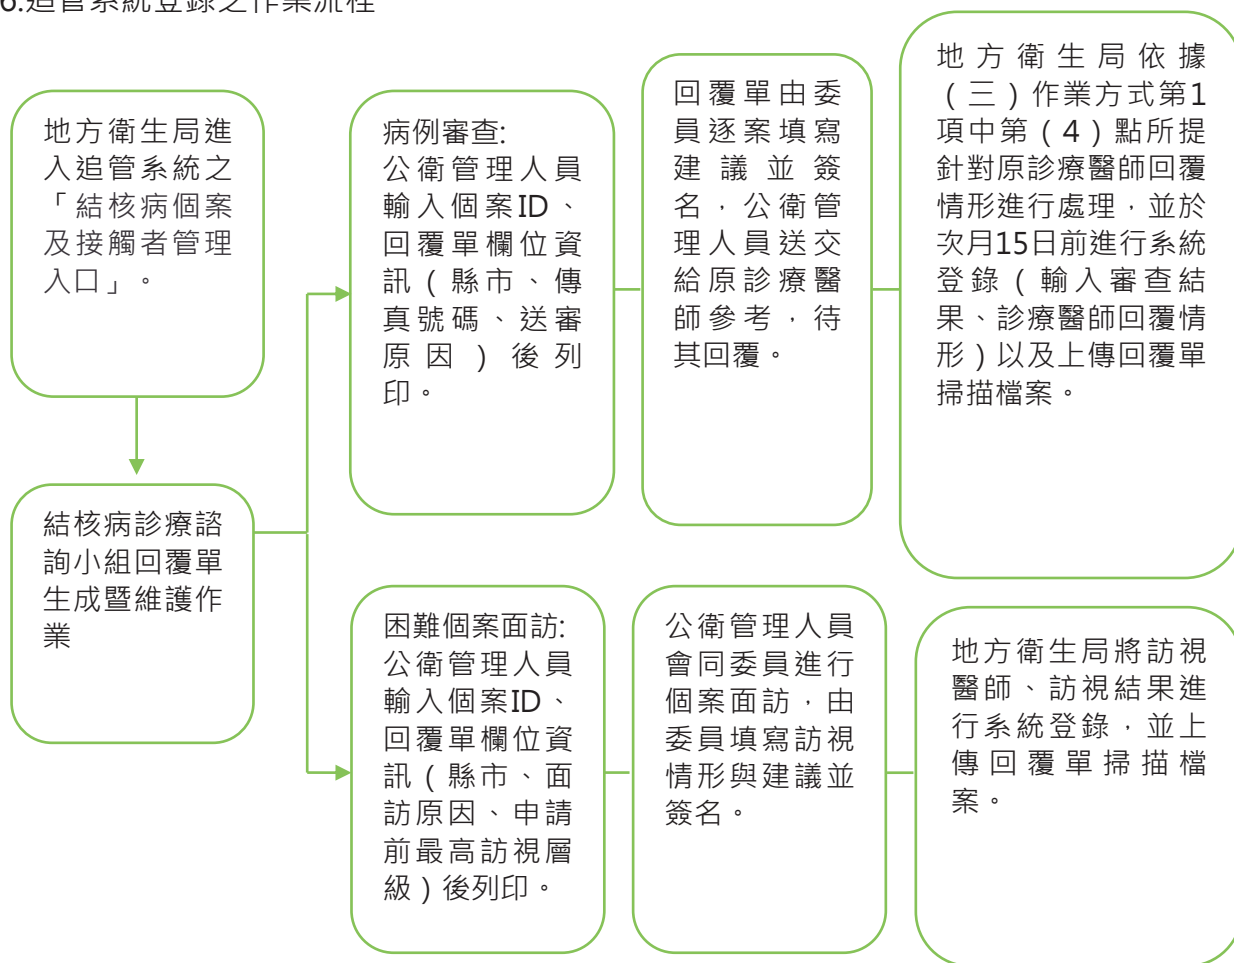 6.追管系統登錄之作業流程
地方衛生局進
入追管系統之
「結核病個案
及接觸者管理
入口」。
結核病診療諮
詢小組回覆單
生成暨維護作
業
病例審查:
公衛管理人員
輸入個案ID、
回覆單欄位資
訊(縣市、傳
真號碼、送審
原因)後列
印。
回覆單由委
員逐案填寫
建議並簽
名，公衛管
理人員送交
給原診療醫
師參考，待
其回覆。
地方衛生局依據
(三)作業方式第1
項中第(4)點所提
針對原診療醫師回覆
情形進行處理，並於
次月15日前進行系統
登錄(輸入審查結
果、診療醫師回覆情
形)以及上傳回覆單
掃描檔案。
困難個案面訪:
公衛管理人員
輸入個案ID、
回覆單欄位資
訊(縣市、面
訪原因、申請
前最高訪視層
級)後列印。
公衛管理人員
會同委員進行
個案面訪，由
委員填寫訪視
情形與建議並
簽名。
地方衛生局將訪視
醫師、訪視結果進
行系統登錄，並上
傳回覆單掃描檔
案。